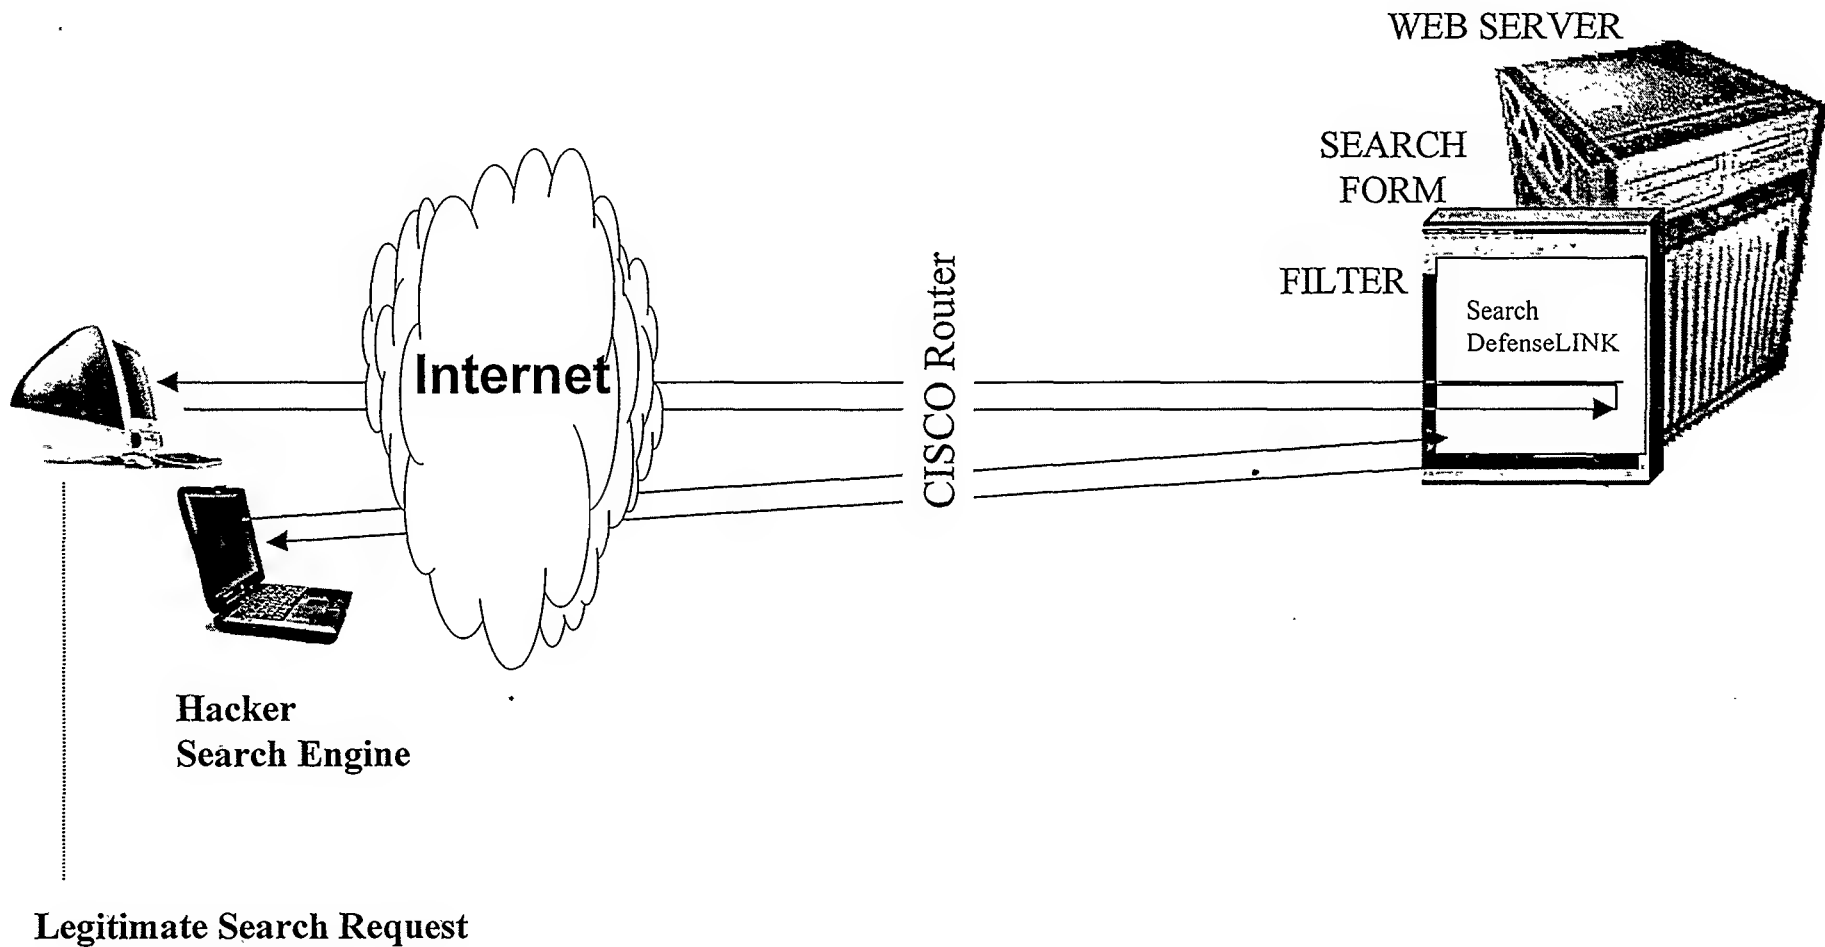 WEB SERVER
SEARCH
FORM
FILTER
Search
DefenseLINK
CISCO Router
Internet
Hacker
Search Engine
Legitimate Search Request